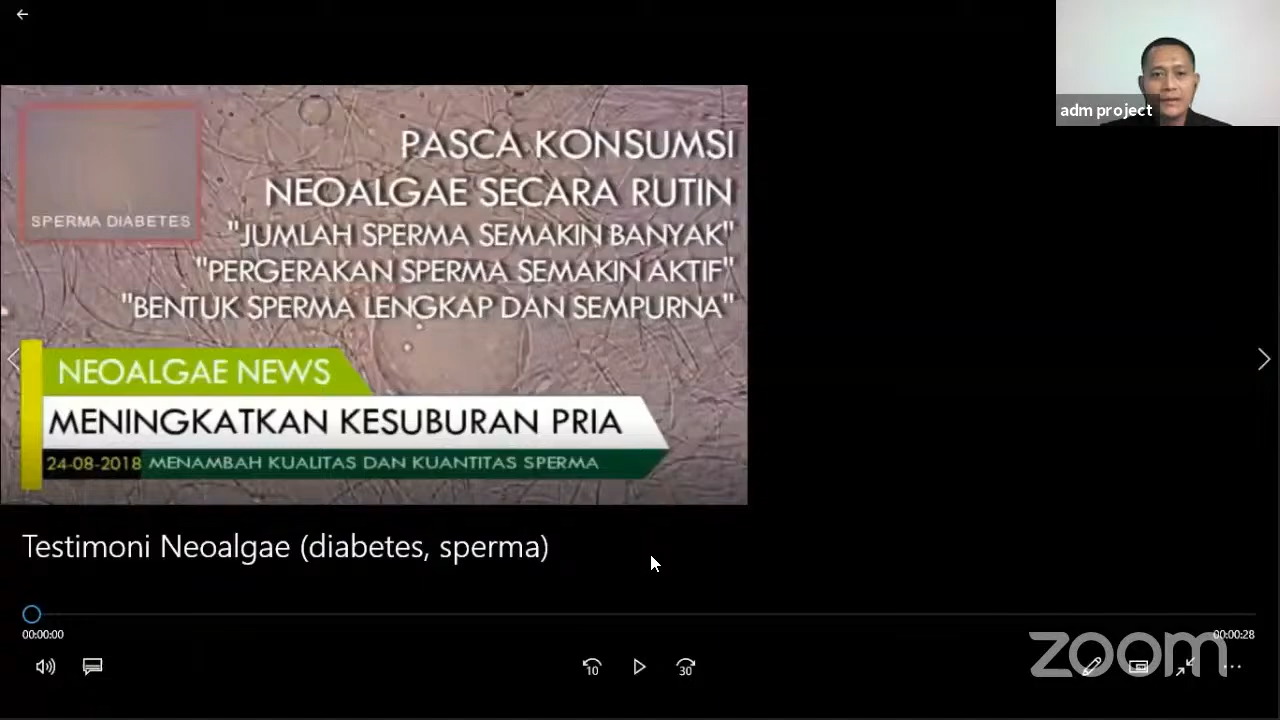 adm project
SPERMA DIABETES
PASCA KONSUMSI
NEOALGAE SECARA RUTIN
"JUMLAH SPERMA SEMAKIN BANYAK"
"PERGERAKAN SPERMA SEMAKIN AKTIF"
"BENTUK SPERMA LENGKAP DAN SEMPURNA"
NEOALGAE NEWS
MENINGKATKAN KESUBURAN PRIA
24-08-2018 MENAMBAH KUALITAS DAN KUANTITAS SPERMA
Testimoni Neoalgae (diabetes, sperma)
00:00:00
00:00:28
10
30
zoom